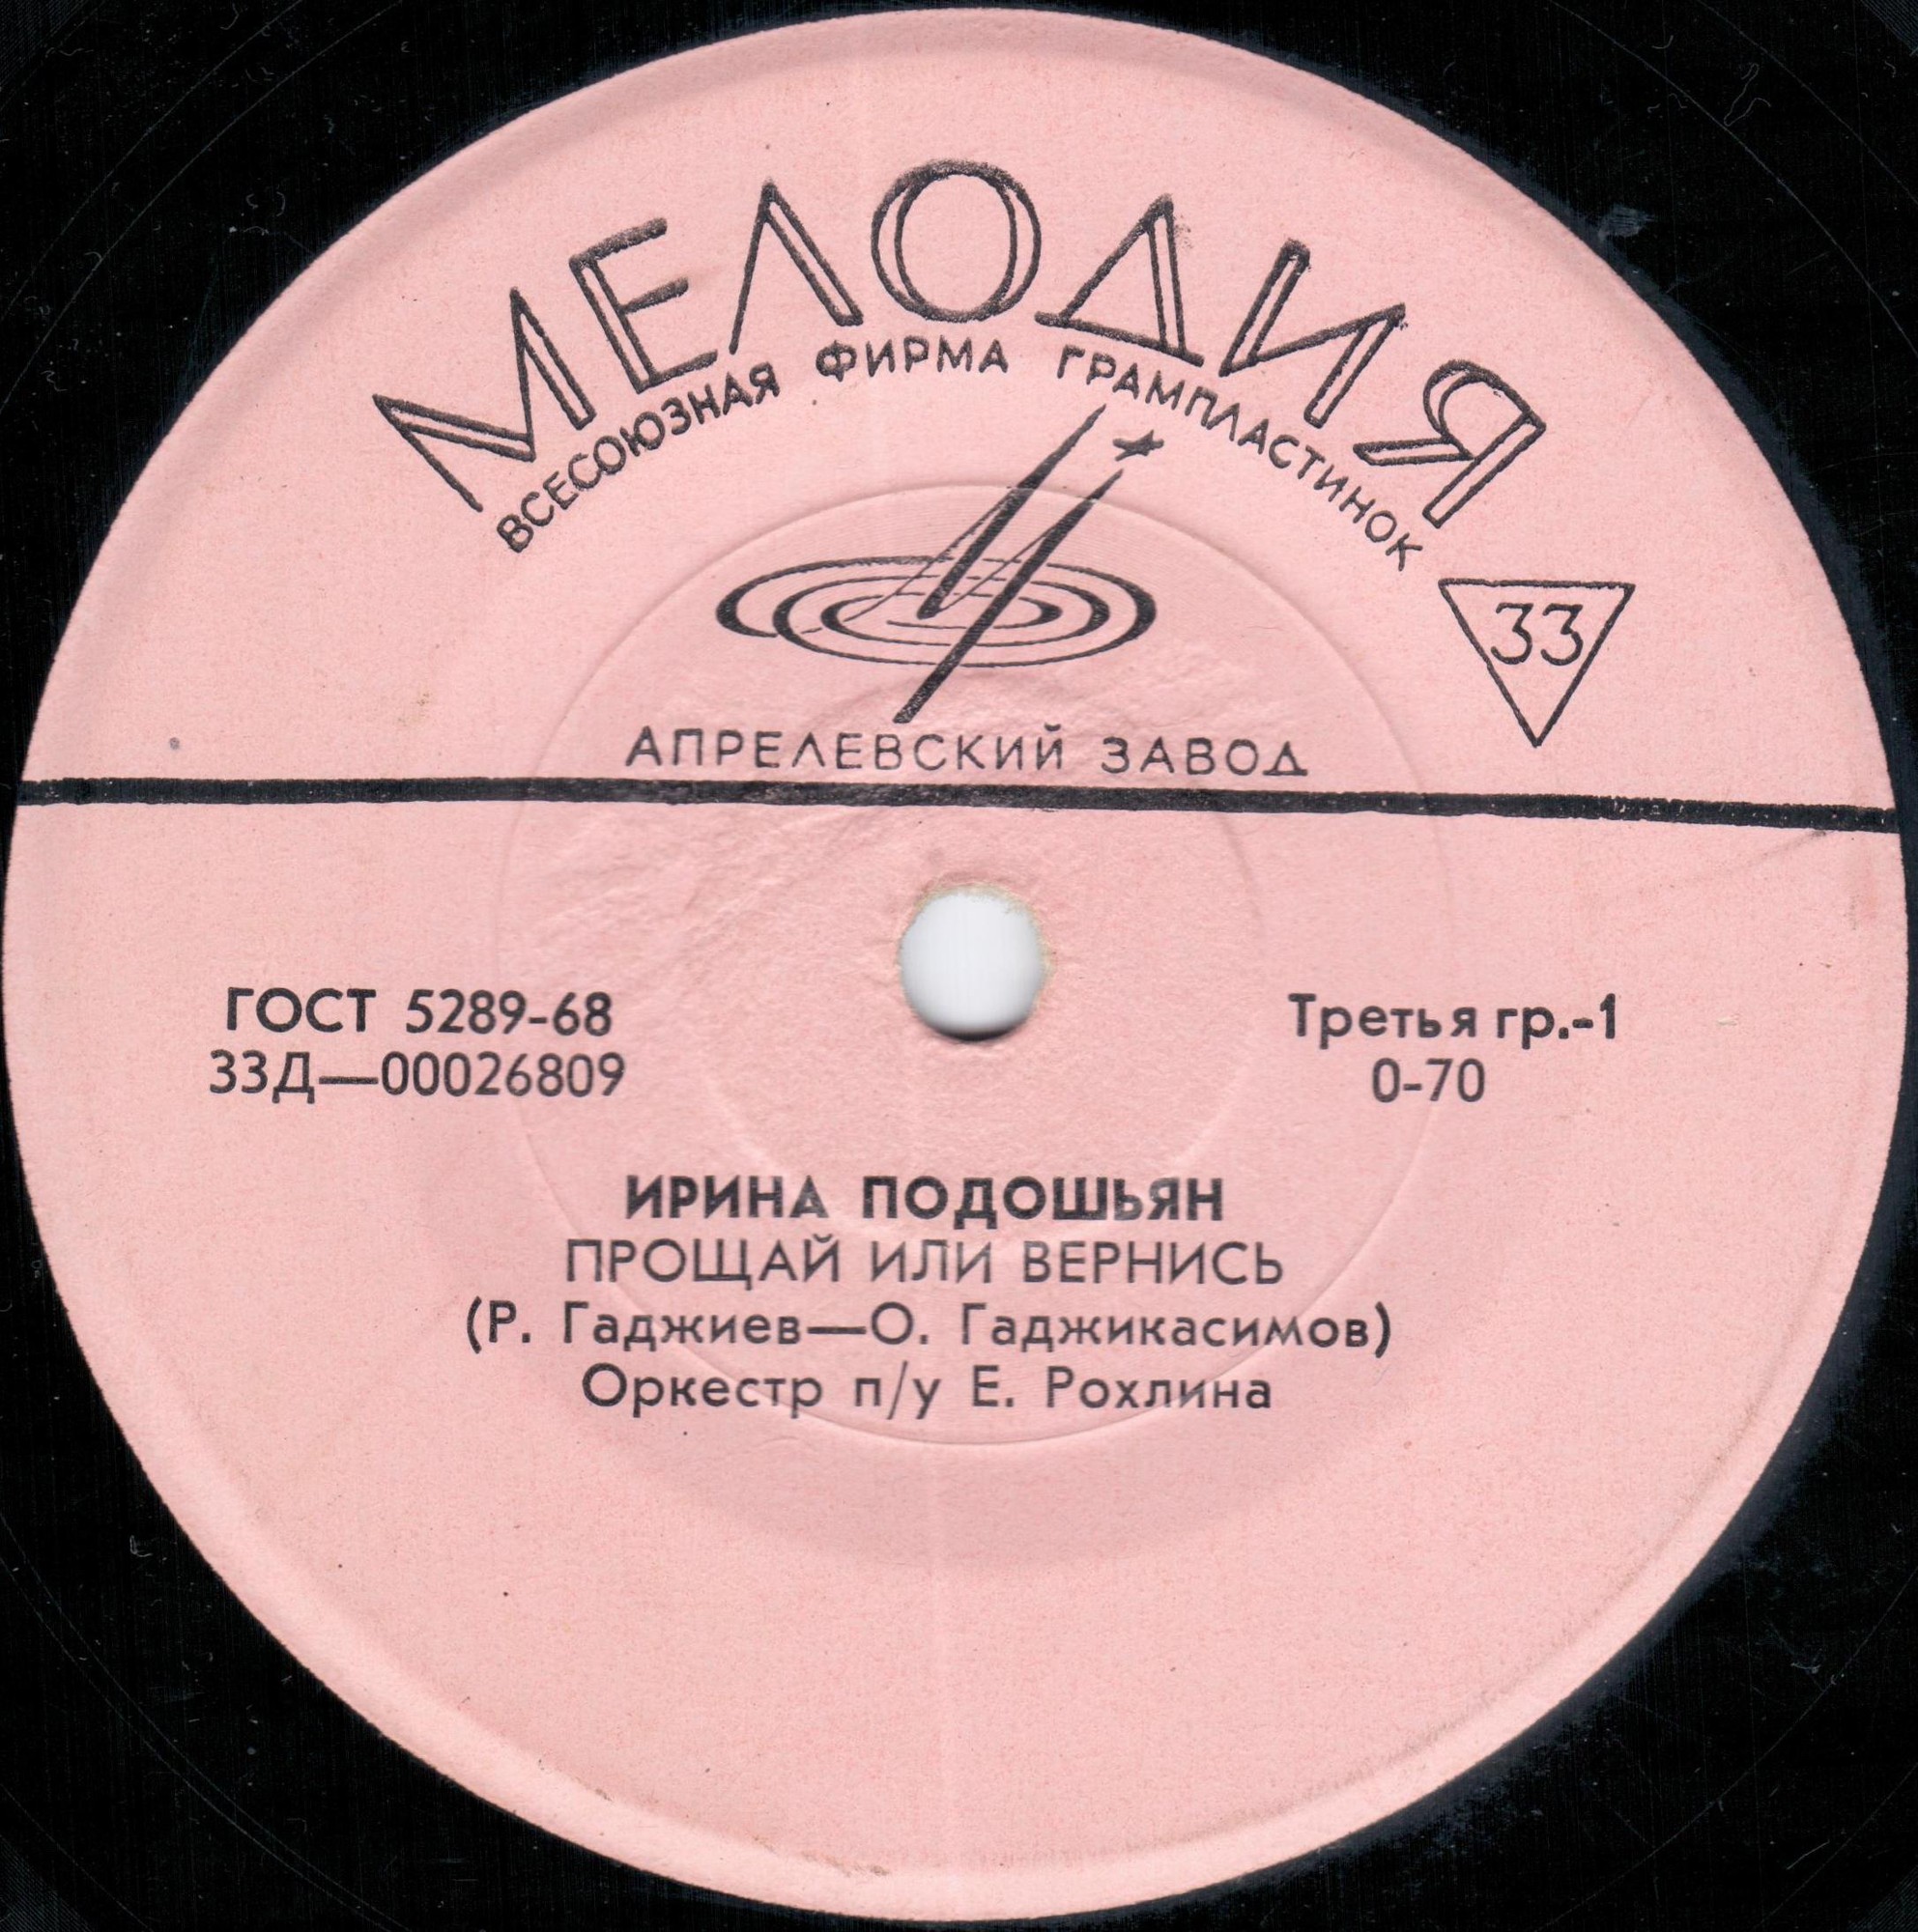 МЕЛОДИЯ
ВСЕСОЮЗНАЯ ФИРМА ГРАМПЛАСТИНОК
33
АПРЕЛЕВСКИЙ ЗАВОД
ГОСТ 5289-68
33Д—00026809
Третья гр.-1
0-70
ИРИНА ПОДОШЬЯН
ПРОЩАЙ ИЛИ ВЕРНИСЬ
(Р. Гаджиев—О. Гаджикасимов)
Оркестр п/у Е. Рохлина